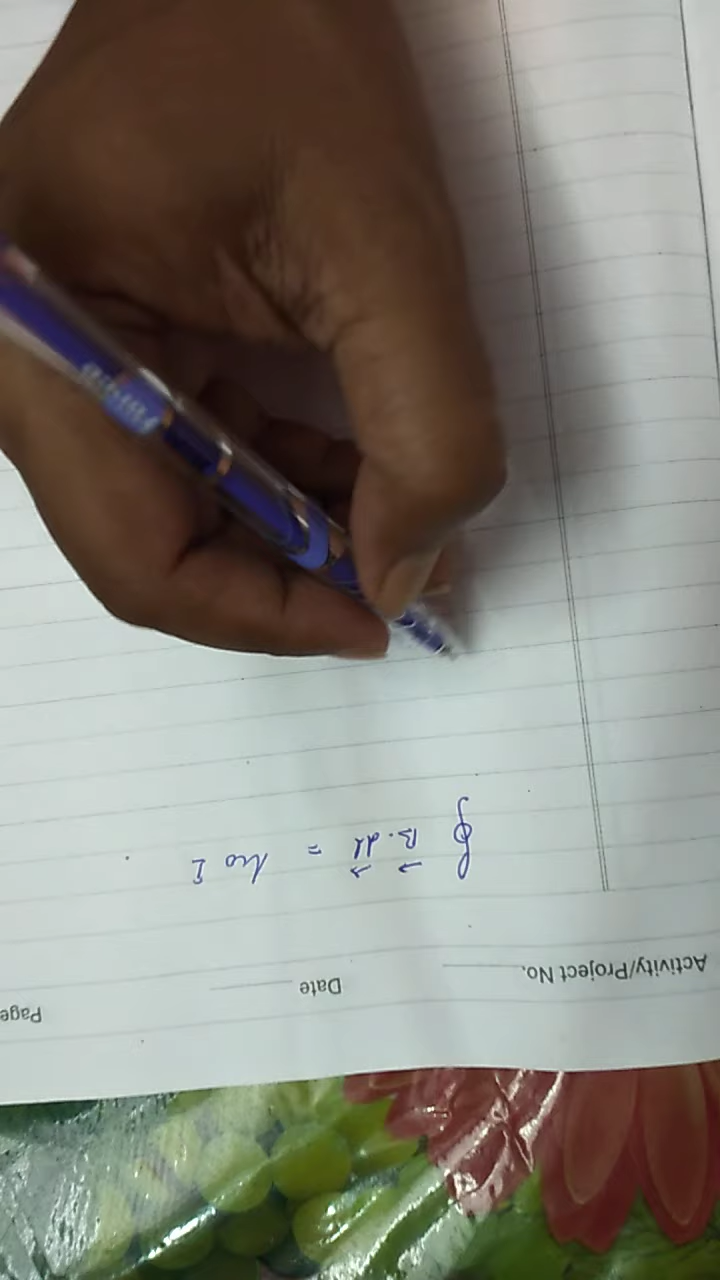 Activity/Project No.
Date
Page
∮ B⃗ . dl⃗ = μ₀ I